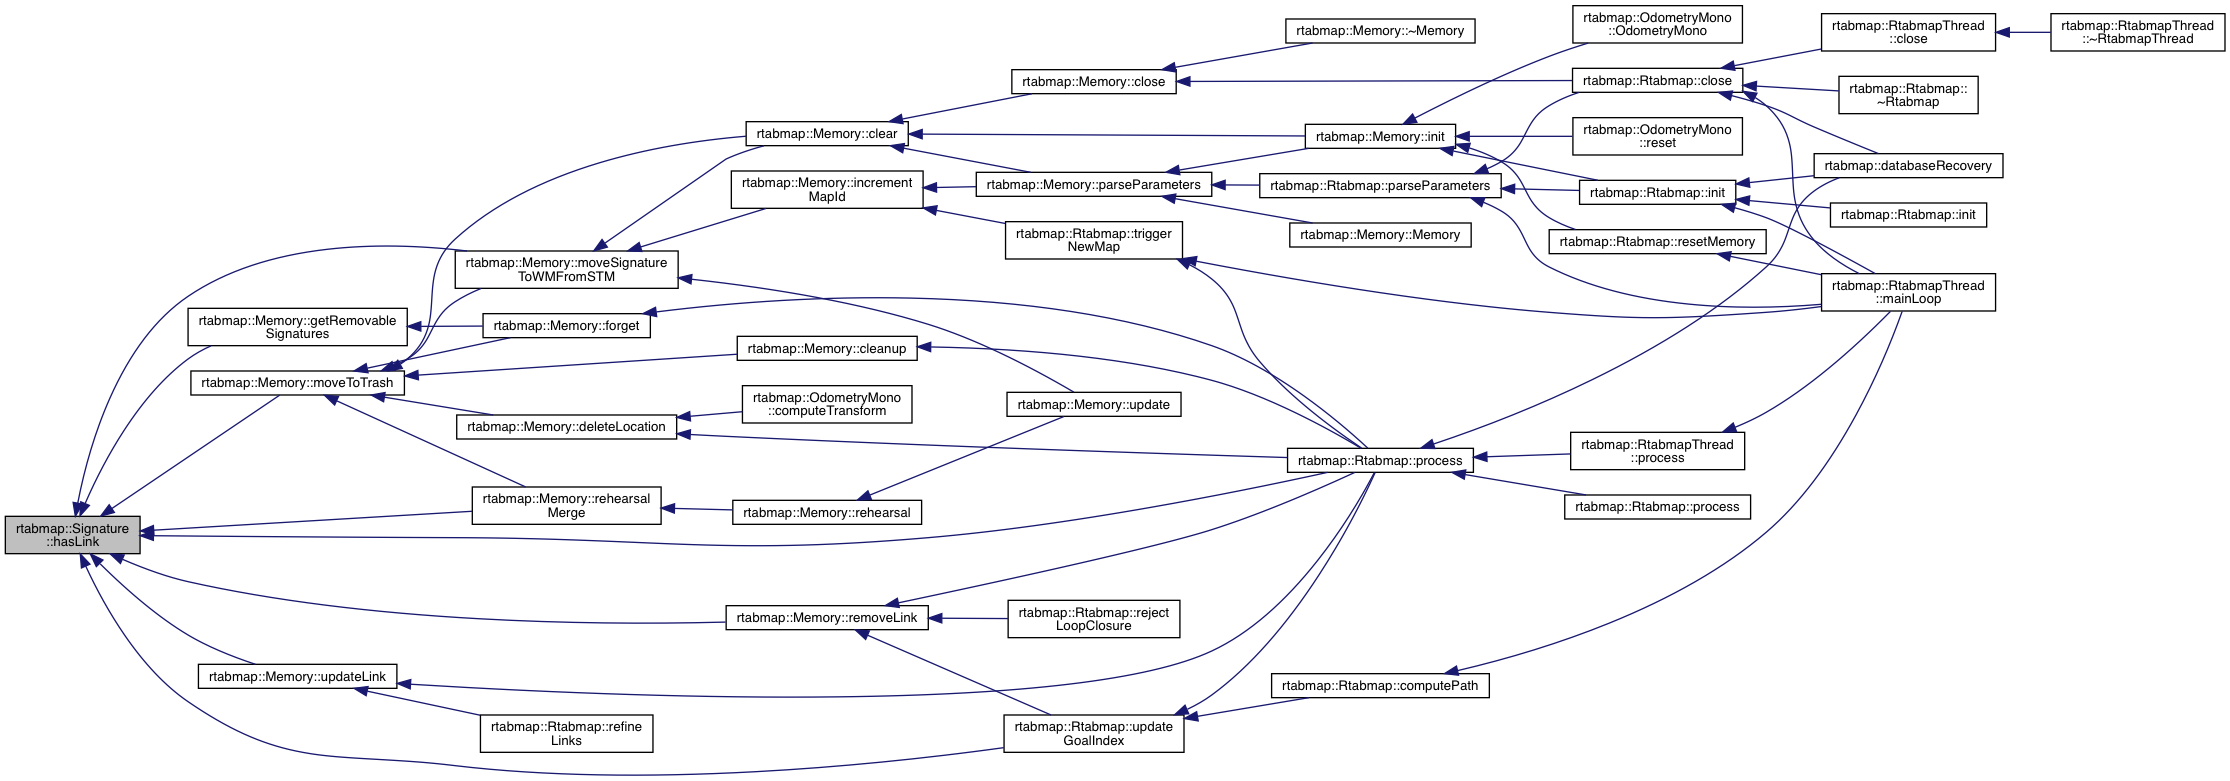 rtabmap::Signature
::hasLink
rtabmap::Memory::moveSignature
ToWMFromSTM
rtabmap::Memory::getRemovable
Signatures
rtabmap::Memory::moveToTrash
rtabmap::Memory::forget
rtabmap::Memory::deleteLocation
rtabmap::Memory::rehearsal
Merge
rtabmap::Memory::updateLink
rtabmap::Rtabmap::refine
Links
rtabmap::Memory::clear
rtabmap::Memory::increment
MapId
rtabmap::Memory::cleanup
rtabmap::OdometryMono
::computeTransform
rtabmap::Memory::rehearsal
rtabmap::Memory::removeLink
rtabmap::Memory::close
rtabmap::Memory::parseParameters
rtabmap::Rtabmap::trigger
NewMap
rtabmap::Memory::update
rtabmap::Rtabmap::reject
LoopClosure
rtabmap::Rtabmap::update
GoalIndex
rtabmap::Memory::~Memory
rtabmap::Memory::init
rtabmap::Rtabmap::parseParameters
rtabmap::Memory::Memory
rtabmap::Rtabmap::process
rtabmap::Rtabmap::computePath
rtabmap::OdometryMono
::OdometryMono
rtabmap::Rtabmap::close
rtabmap::OdometryMono
::reset
rtabmap::Rtabmap::init
rtabmap::Rtabmap::resetMemory
rtabmap::RtabmapThread
::process
rtabmap::Rtabmap::process
rtabmap::RtabmapThread
::close
rtabmap::Rtabmap::
~Rtabmap
rtabmap::databaseRecovery
rtabmap::Rtabmap::init
rtabmap::RtabmapThread
::mainLoop
rtabmap::RtabmapThread
::~RtabmapThread